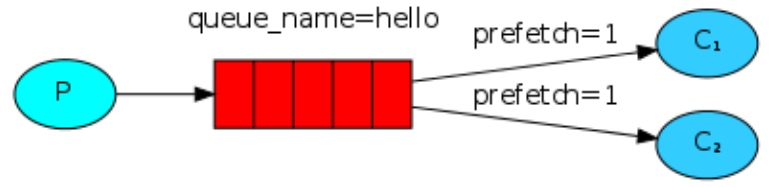 queue_name=hello
P
prefetch=1
C₁
prefetch=1
C₂